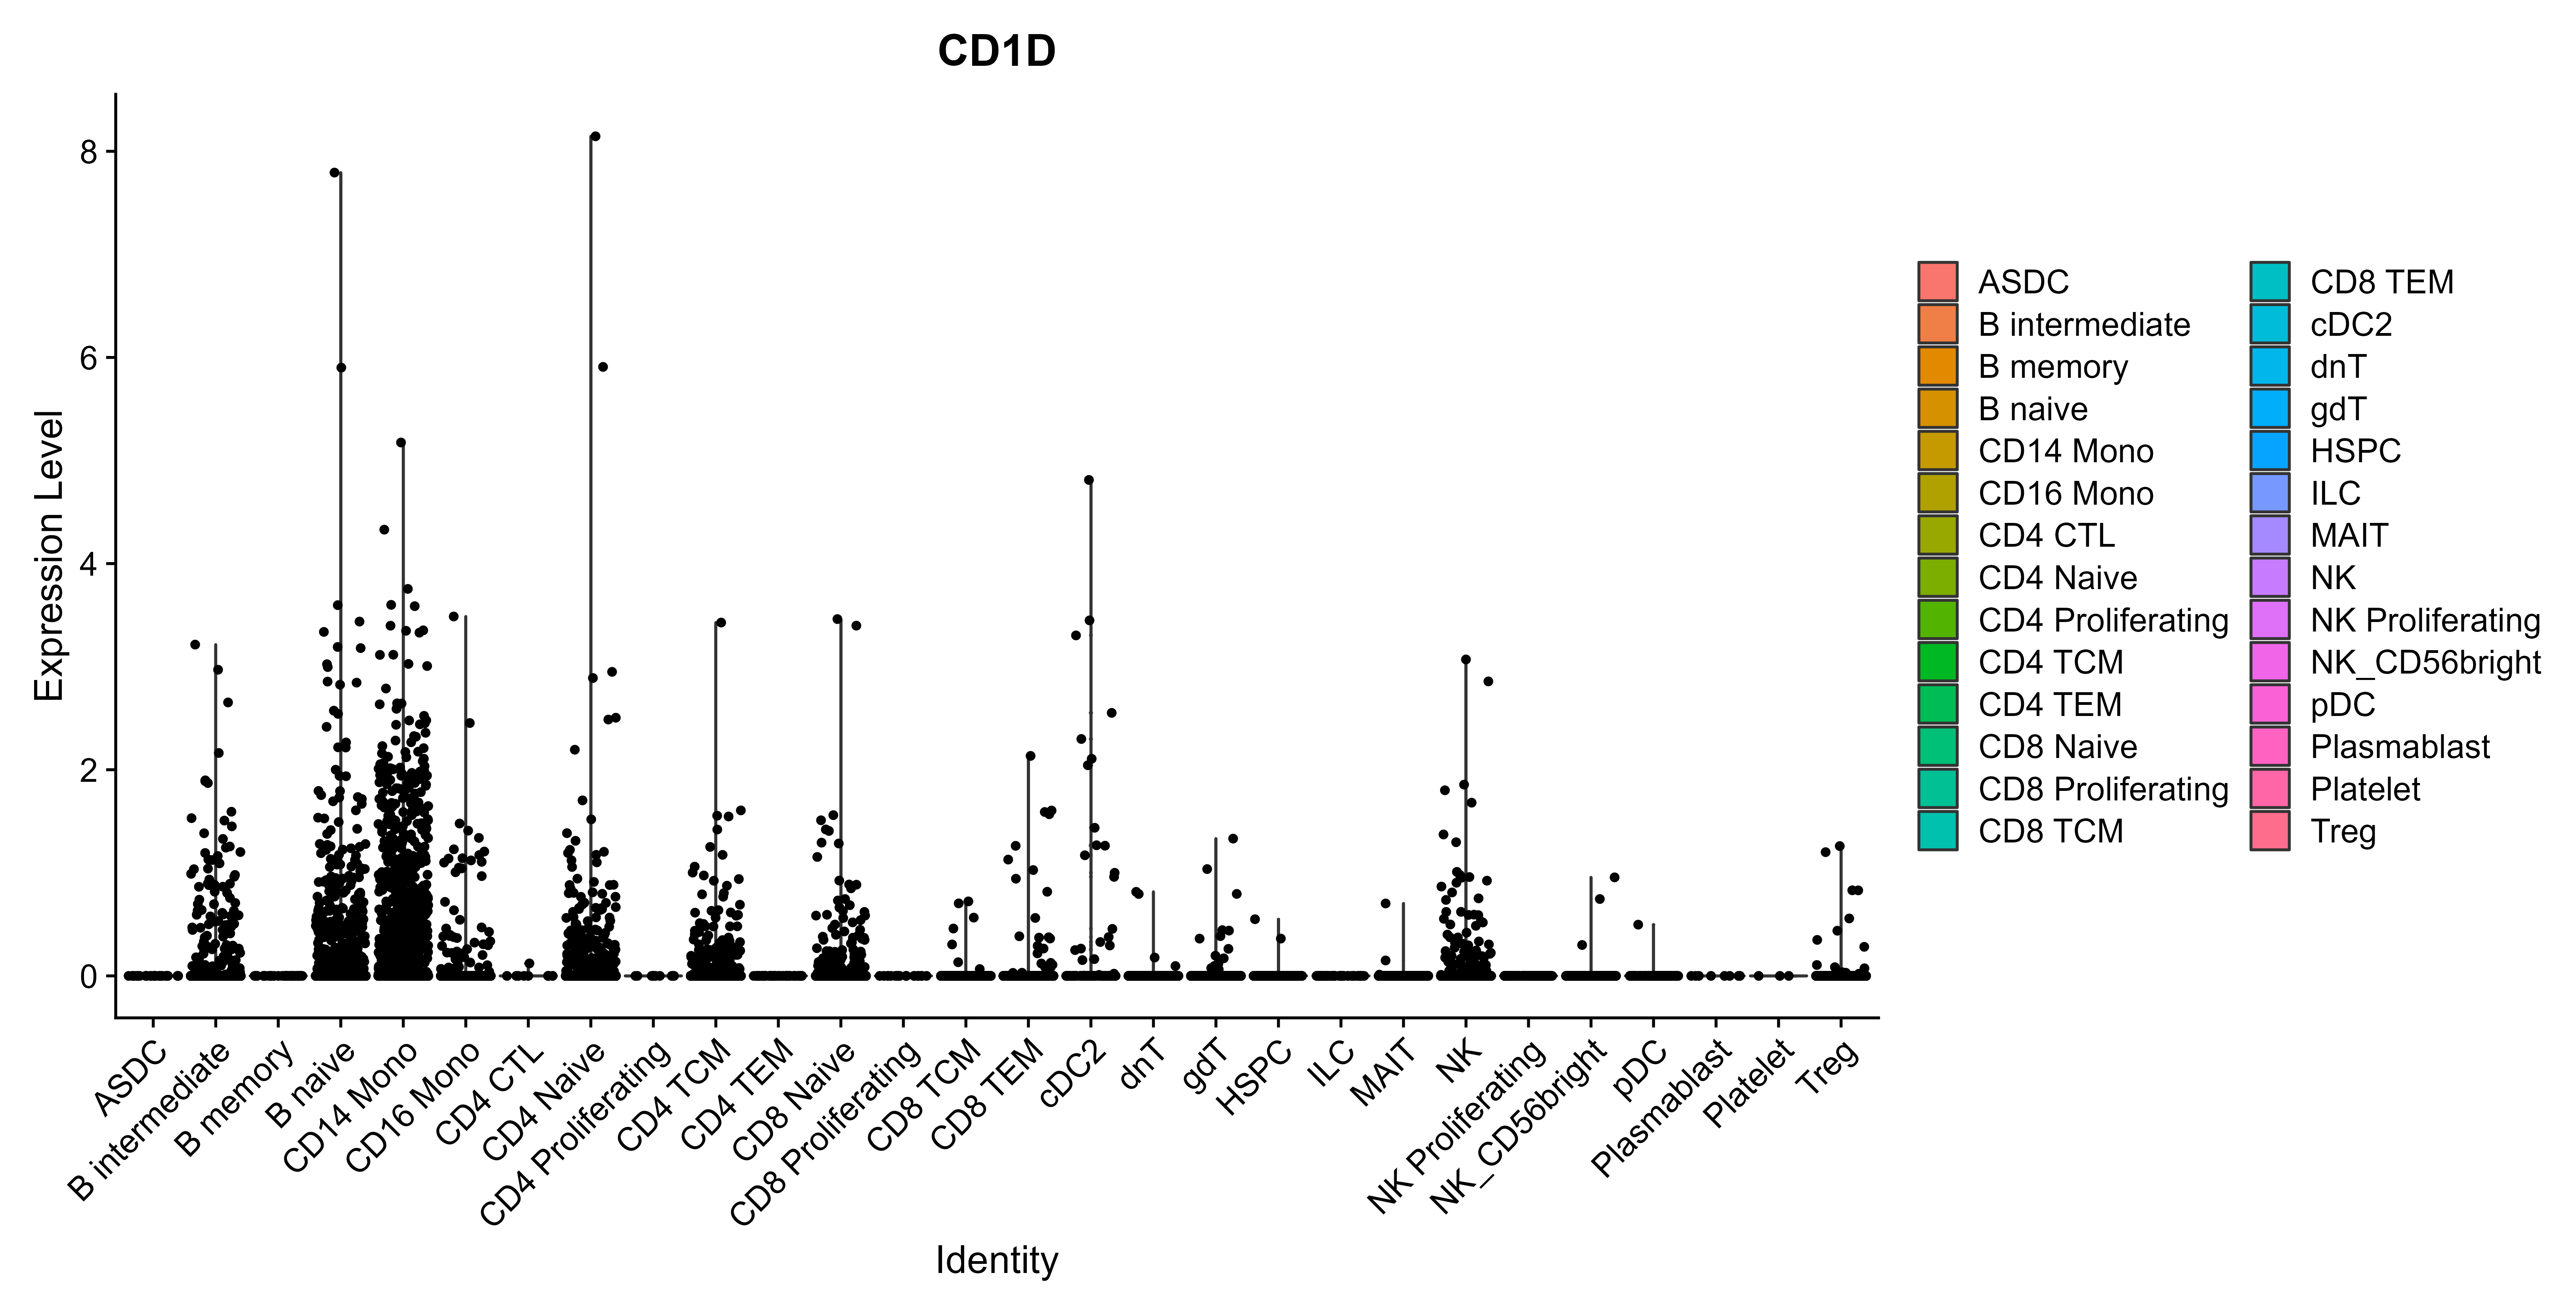 CD1D
Expression Level
8
6
4
2
0
ASDC
B intermediate
B memory
B naive
CD14 Mono
CD16 Mono
CD4 CTL
CD4 Naive
CD4 Proliferating
CD4 TCM
CD4 TEM
CD8 Naive
CD8 Proliferating
CD8 TCM
CD8 TEM
cDC2
dnT
gdT
HSPC
ILC
MAIT
NK
NK Proliferating
NK_CD56bright
pDC
Plasmablast
Platelet
Treg
Identity
ASDC
B intermediate
B memory
B naive
CD14 Mono
CD16 Mono
CD4 CTL
CD4 Naive
CD4 Proliferating
CD4 TCM
CD4 TEM
CD8 Naive
CD8 Proliferating
CD8 TCM
CD8 TEM
cDC2
dnT
gdT
HSPC
ILC
MAIT
NK
NK Proliferating
NK_CD56bright
pDC
Plasmablast
Platelet
Treg